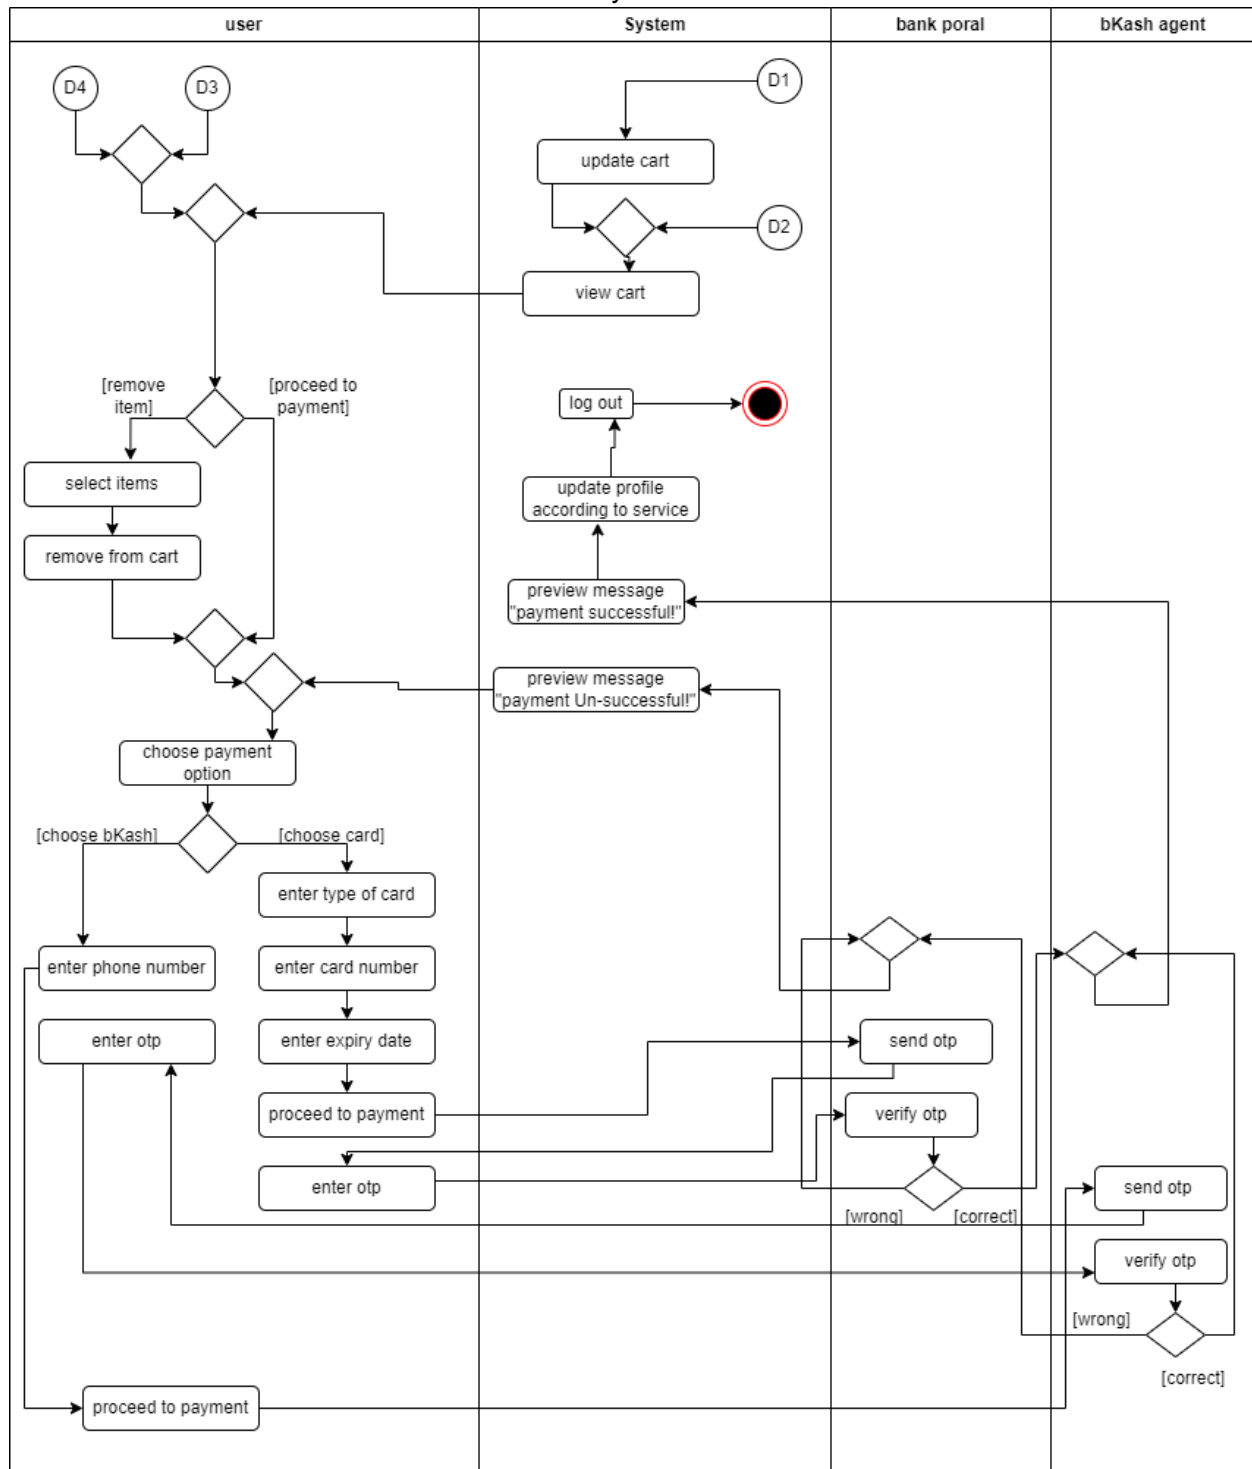 user
System
bank poral
bKash agent
D4
D3
D1
update cart
D2
view cart
[remove
item]
[proceed to
payment]
log out
select items
update profile
according to service
remove from cart
preview message
"payment successful!"
preview message
"payment Un-successful!"
choose payment
option
[choose bKash]
[choose card]
enter type of card
enter phone number
enter card number
enter otp
enter expiry date
send otp
proceed to payment
verify otp
enter otp
send otp
[wrong]
[correct]
verify otp
[wrong]
[correct]
proceed to payment